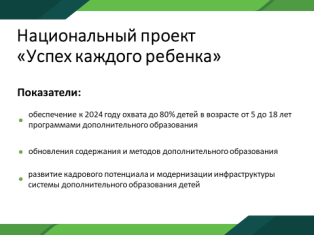 Национальный проект
«Успех каждого ребенка»
Показатели:
обеспечение к 2024 году охвата до 80% детей в возрасте от 5 до 18 лет
программами дополнительного образования
обновления содержания и методов дополнительного образования
развитие кадрового потенциала и модернизации инфраструктуры
системы дополнительного образования детей